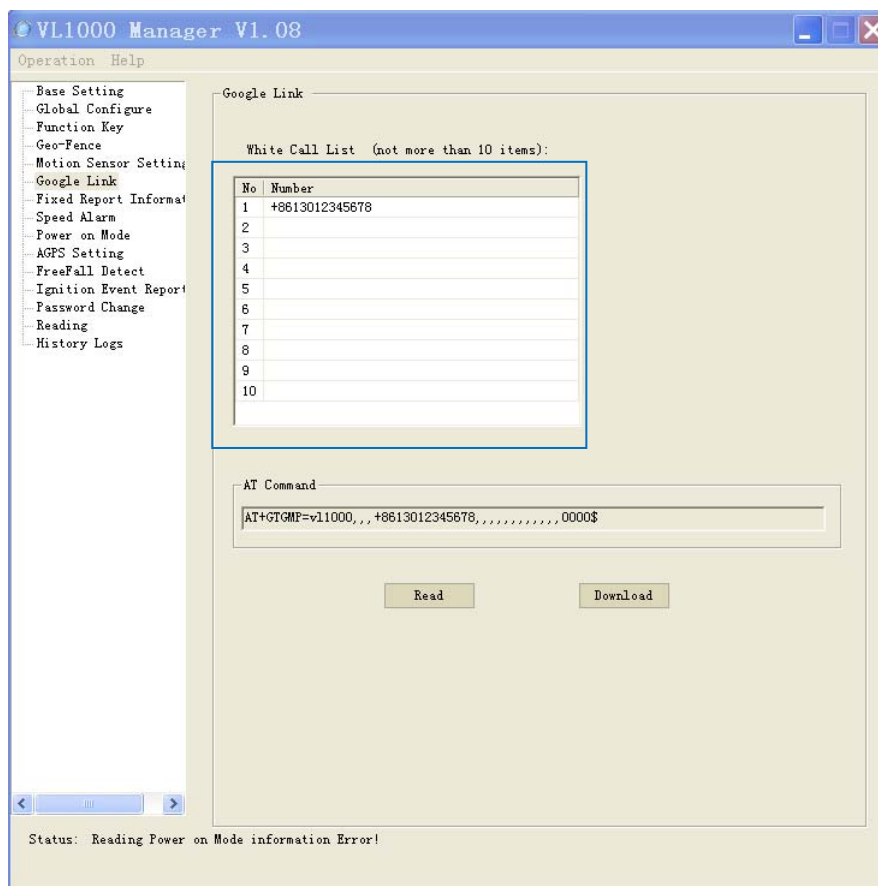 VL1000 Manager V1.08
Operation Help
Base Setting
Global Configure
Function Key
Geo-Fence
Motion Sensor Setting
Google Link
Fixed Report Informat
Speed Alarm
Power on Mode
AGPS Setting
FreeFall Detect
Ignition Event Report
Password Change
Reading
History Logs
Google Link
White Call List (not more than 10 items):
No Number
1 +8613012345678
2
3
4
5
6
7
8
9
10
AT Command
AT+GTGMP=vl1000,,,+8613012345678,,,,,,,,,,,,0000$
Read Download
Status: Reading Power on Mode information Error!